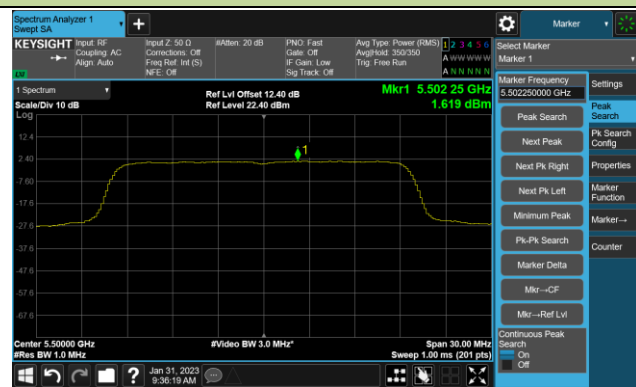 Spectrum Analyzer 1
Swept SA
Marker
KEYSIGHT
Input: RF
Coupling: AC
Align: Auto
Input Z: 50 Ω
Corrections: Off
Freq Ref: Int (S)
NFE: Off
#Atten: 20 dB
PNO: Fast
Gate: Off
IF Gain: Low
Sig Track: Off
Avg Type: Power (RMS)
Avg|Hold: 350/350
Trig: Free Run
1 2 3 4 5 6
A W W W W W
A N N N N N
Select Marker
Marker 1
1 Spectrum
Scale/Div 10 dB
Log
Ref Lvl Offset 12.40 dB
Ref Level 22.40 dBm
Mkr1 5.502 25 GHz
1.619 dBm
12.4
2.40
-7.60
-17.6
-27.6
-37.6
-47.6
-57.6
-67.6
1
Center 5.50000 GHz
#Res BW 1.0 MHz
#Video BW 3.0 MHz*
Span 30.00 MHz
Sweep 1.00 ms (201 pts)
Marker Frequency
5.502250000 GHz
Peak Search
Next Peak
Next Pk Right
Next Pk Left
Minimum Peak
Pk-Pk Search
Marker Delta
Mkr→CF
Mkr→Ref Lvl
Continuous Peak
Search
On
Off
Settings
Peak
Search
Pk Search
Config
Properties
Marker
Function
Marker→
Counter
Jan 31, 2023
9:36:19 AM